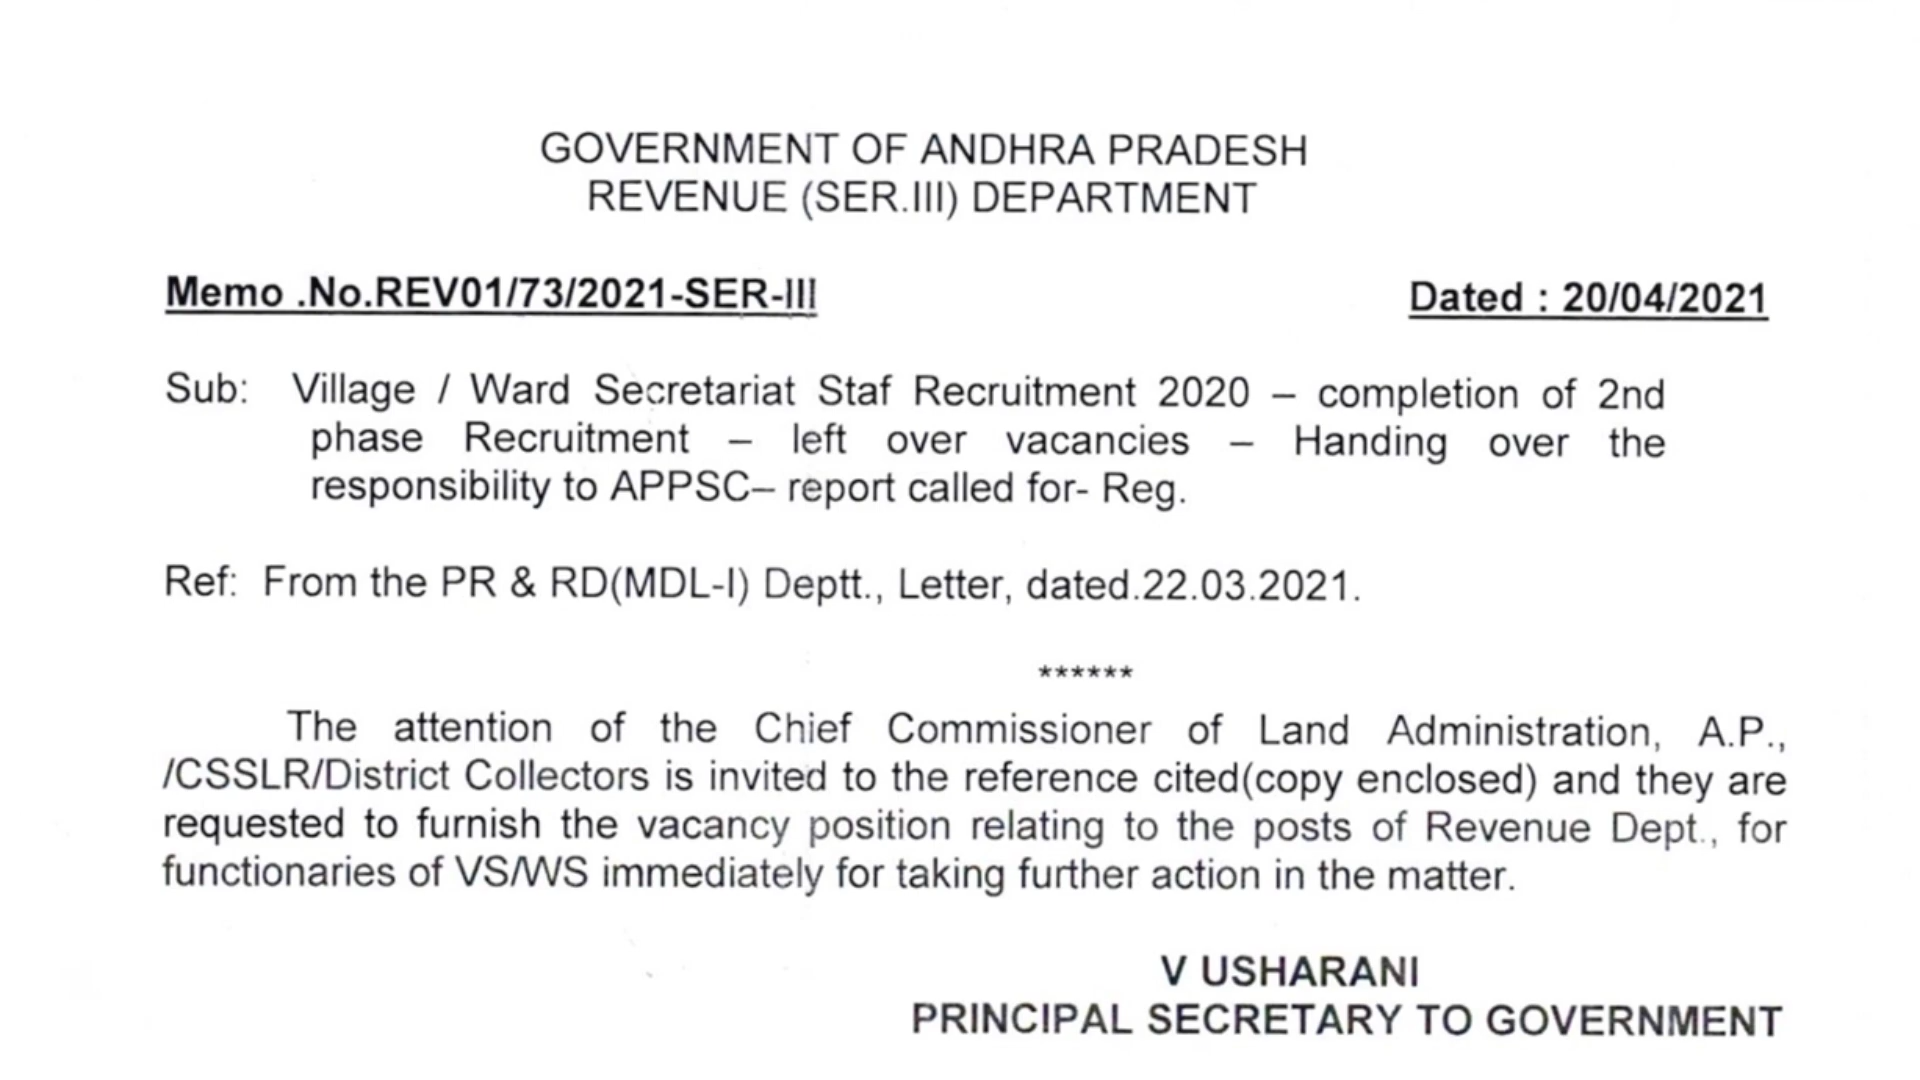 GOVERNMENT OF ANDHRA PRADESH
REVENUE (SER.III) DEPARTMENT
Memo .No.REV01/73/2021-SER-III Dated : 20/04/2021
Sub: Village / Ward Secretariat Staf Recruitment 2020 – completion of 2nd
phase Recruitment – left over vacancies – Handing over the
responsibility to APPSC– report called for- Reg.
Ref: From the PR & RD(MDL-I) Deptt., Letter, dated.22.03.2021.
******
The attention of the Chief Commissioner of Land Administration, A.P.,
/CSSLR/District Collectors is invited to the reference cited(copy enclosed) and they are
requested to furnish the vacancy position relating to the posts of Revenue Dept., for
functionaries of VS/WS immediately for taking further action in the matter.
V USHARANI
PRINCIPAL SECRETARY TO GOVERNMENT